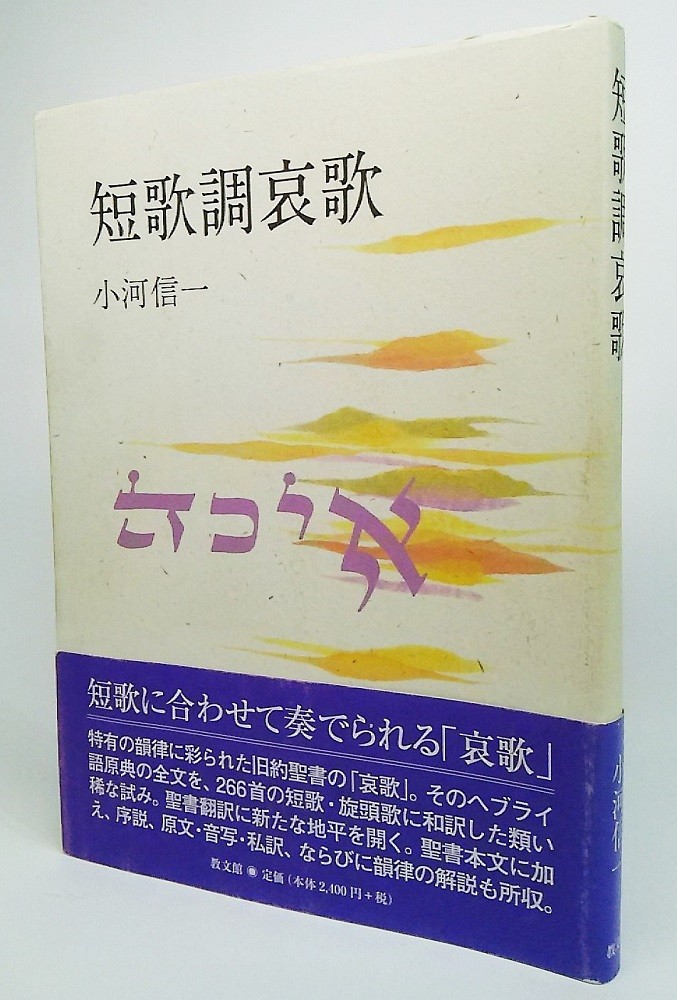 短歌調哀歌
小河信一
איכה
短歌に合わせて奏でられる「哀歌」
特有の韻律に彩られた旧約聖書の「哀歌」。そのヘブライ
語原典の全文を、266首の短歌・旋頭歌に和訳した類い
稀な試み。聖書翻訳に新たな地平を開く。聖書本文に加
え、序説、原文・音写・私訳、ならびに韻律の解説も所収。
教文館 定価(本体2,400円+税)
短歌調哀歌
小河信一